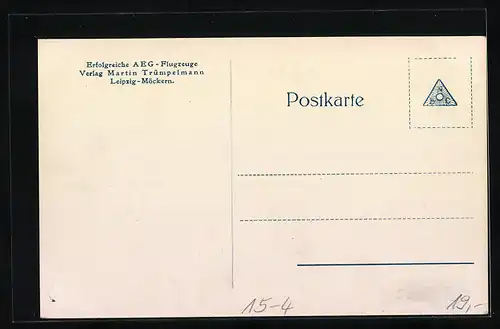 Erfolgreiche AEG - Flugzeuge
Verlag Martin Trümpelmann
Leipzig - Möckern.
Postkarte
N
B C
15-4
19,-